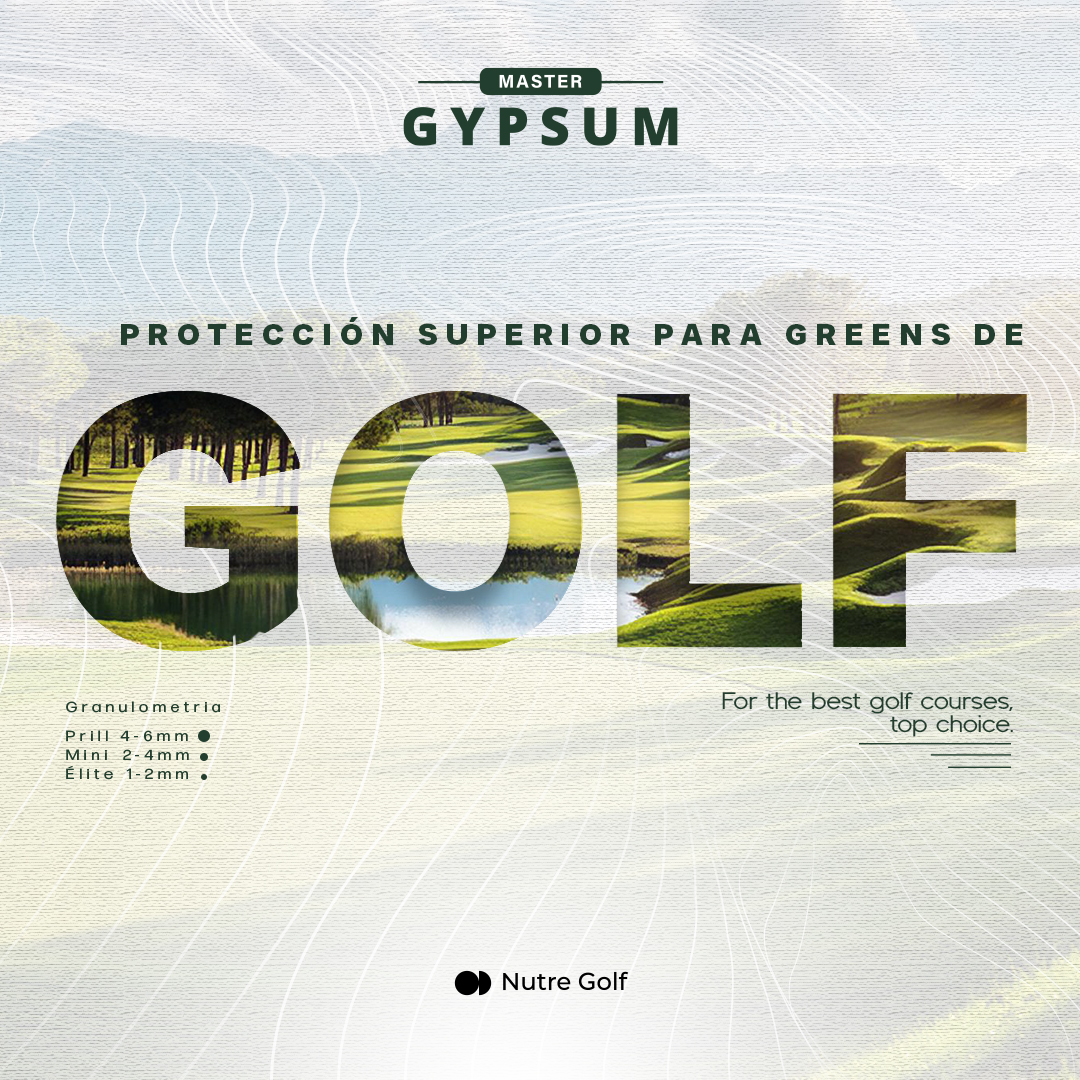 MASTER
GYPSUM
PROTECCIÓN SUPERIOR PARA GREENS DE
GOLF
Granulometria
Prill 4-6mm
Mini 2-4mm
Élite 1-2mm
For the best golf courses,
top choice.
Nutre Golf